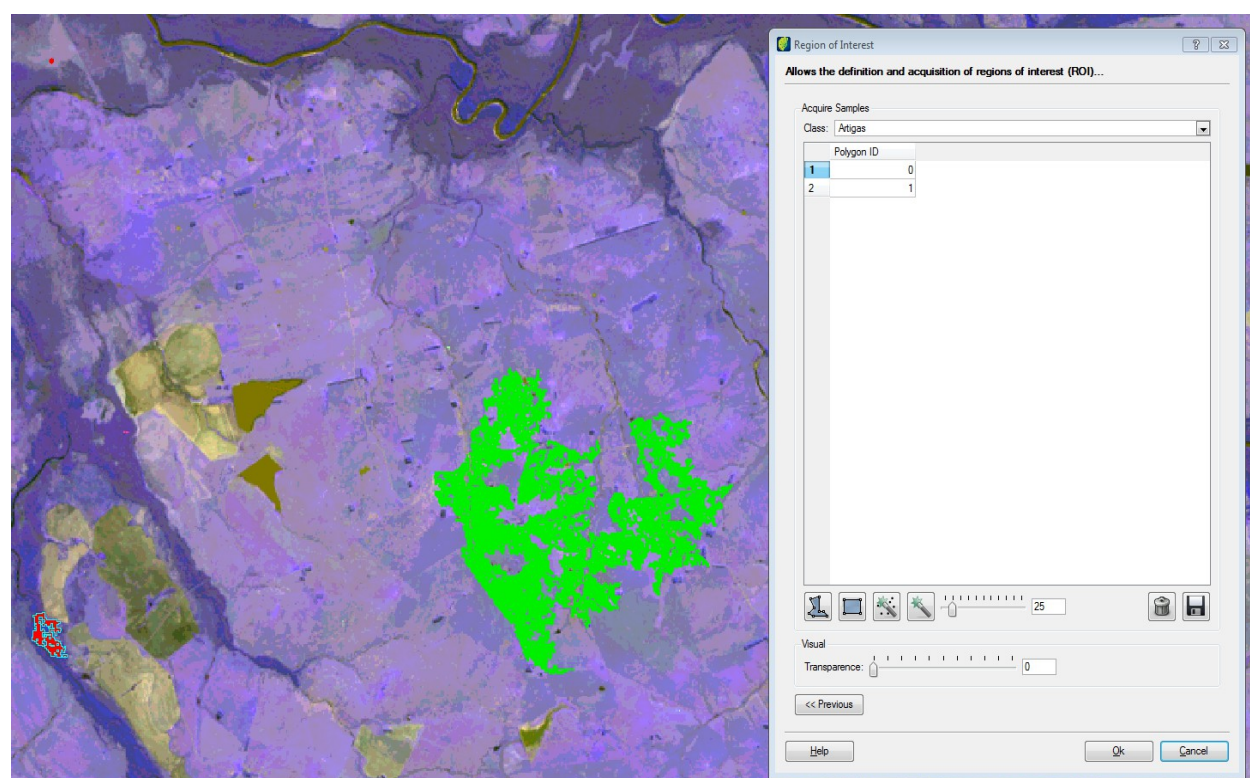 Region of Interest
Allows the definition and acquisition of regions of interest (ROI)...
Acquire Samples
Class: Artigas
Polygon ID
1 0
2 1
25
Visual
Transparence: 0
<< Previous
Help Ok Cancel